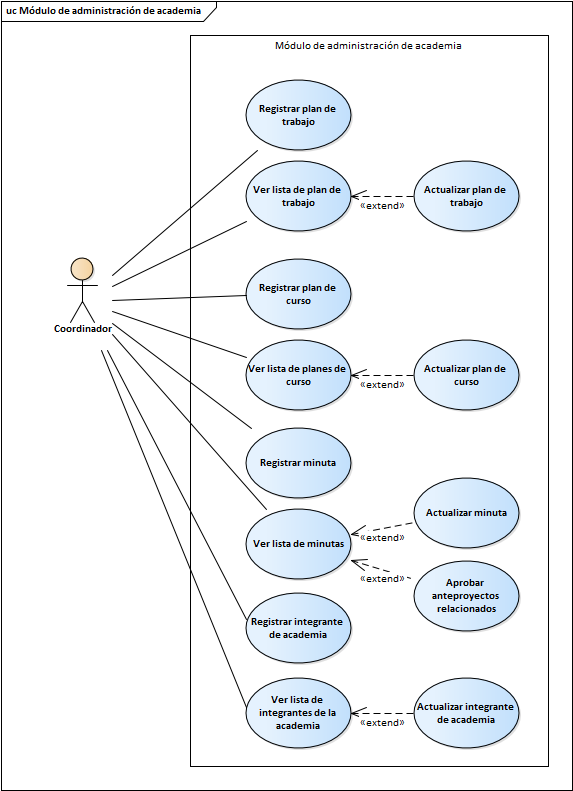 uc Módulo de administración de academia
Módulo de administración de academia
Registrar plan de
trabajo
Ver lista de plan de
trabajo
«extend»
Actualizar plan de
trabajo
Coordinador
Registrar plan de
curso
Ver lista de planes de
curso
«extend»
Actualizar plan de
curso
Registrar minuta
Ver lista de minutas
«extend»
Actualizar minuta
«extend»
Aprobar
anteproyectos
relacionados
Registrar integrante
de academia
Ver lista de
integrantes de la
academia
«extend»
Actualizar integrante
de academia